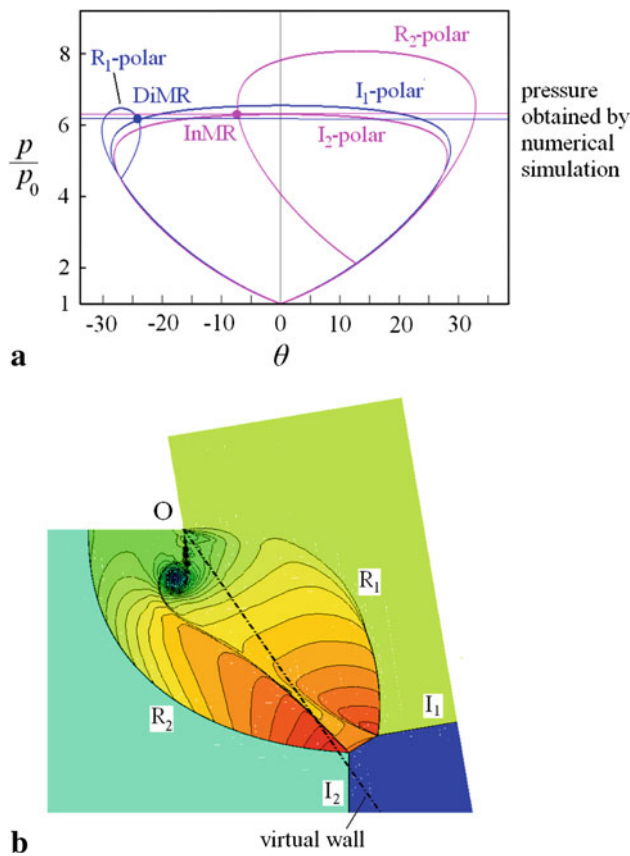 8
6
4
2
1
p
p₀
R₁-polar
DiMR
InMR
R₂-polar
I₁-polar
I₂-polar
pressure
obtained by
numerical
simulation
-30 -20 -10 0 10 20 30
θ
a
O
R₁
R₂
I₁
I₂
virtual wall
b